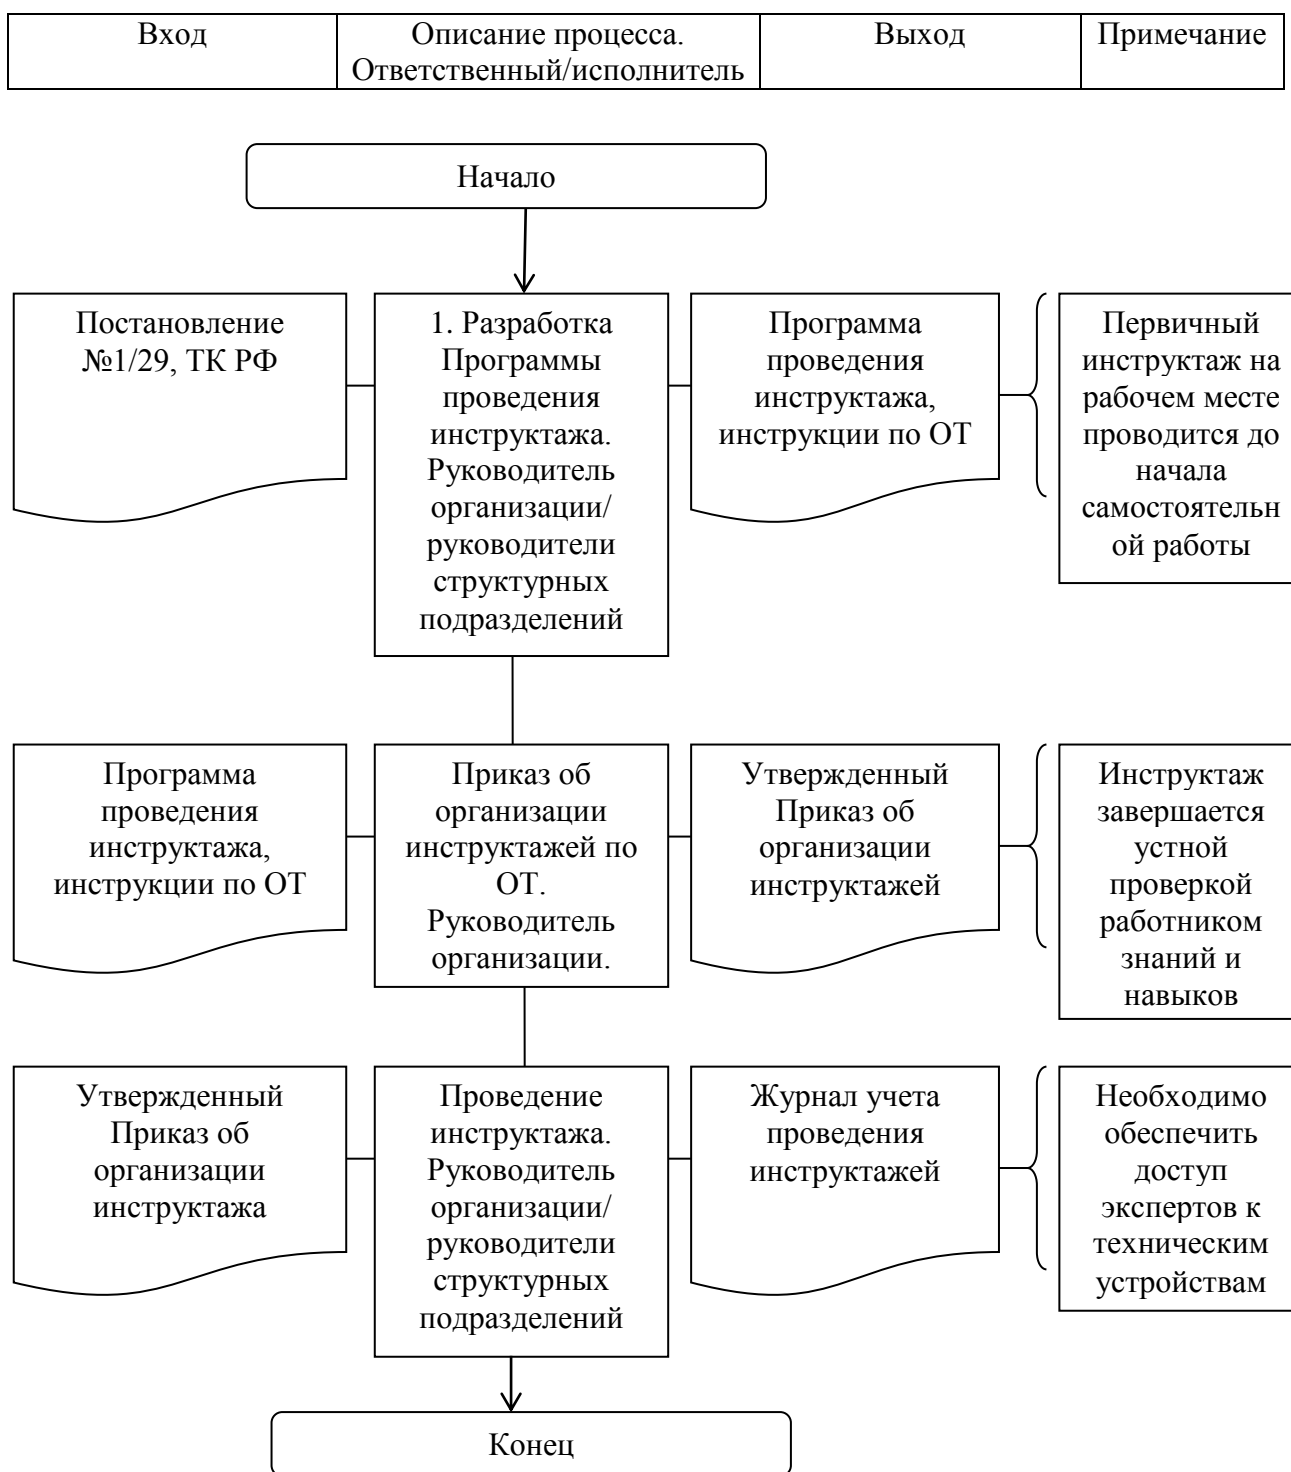 Вход
Описание процесса.
Ответственный/исполнитель
Выход
Примечание
Начало
Постановление
№1/29, ТК РФ
1. Разработка
Программы
проведения
инструктажа.
Руководитель
организации/
руководители
структурных
подразделений
Программа
проведения
инструктажа,
инструкции по ОТ
Первичный
инструктаж на
рабочем месте
проводится до
начала
самостоятельн
ой работы
Программа
проведения
инструктажа,
инструкции по ОТ
Приказ об
организации
инструктажей по
ОТ.
Руководитель
организации.
Утвержденный
Приказ об
организации
инструктажей
Инструктаж
завершается
устной
проверкой
работником
знаний и
навыков
Утвержденный
Приказ об
организации
инструктажа
Проведение
инструктажа.
Руководитель
организации/
руководители
структурных
подразделений
Журнал учета
проведения
инструктажей
Необходимо
обеспечить
доступ
экспертов к
техническим
устройствам
Конец